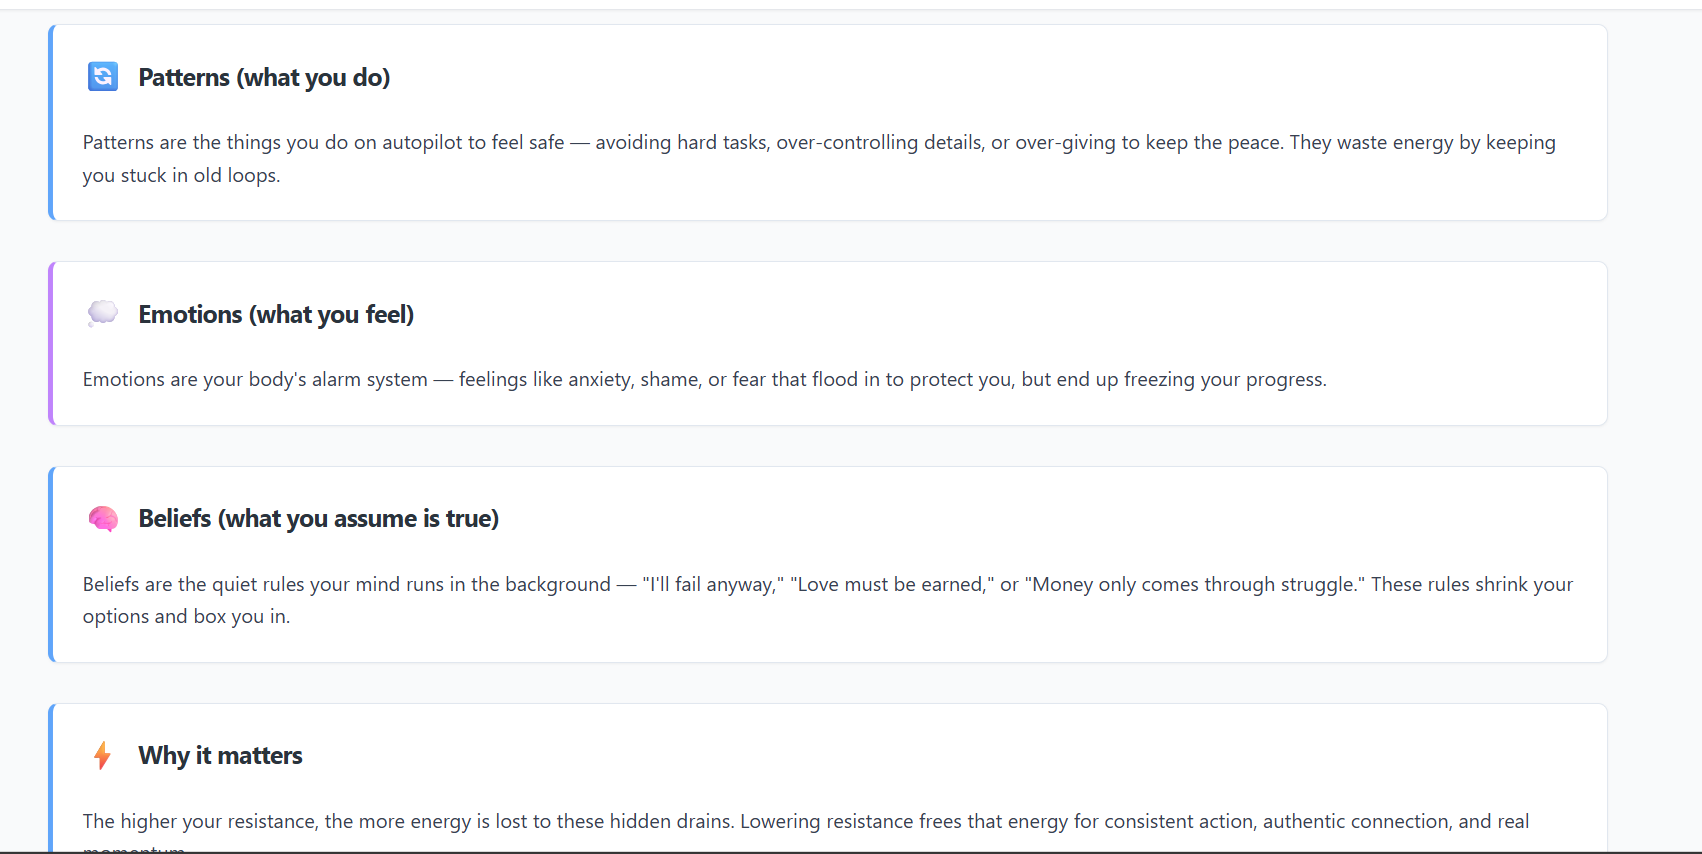 Patterns (what you do)
Patterns are the things you do on autopilot to feel safe — avoiding hard tasks, over-controlling details, or over-giving to keep the peace. They waste energy by keeping
you stuck in old loops.
Emotions (what you feel)
Emotions are your body's alarm system — feelings like anxiety, shame, or fear that flood in to protect you, but end up freezing your progress.
Beliefs (what you assume is true)
Beliefs are the quiet rules your mind runs in the background — "I'll fail anyway," "Love must be earned," or "Money only comes through struggle." These rules shrink your
options and box you in.
Why it matters
The higher your resistance, the more energy is lost to these hidden drains. Lowering resistance frees that energy for consistent action, authentic connection, and real
momentum.